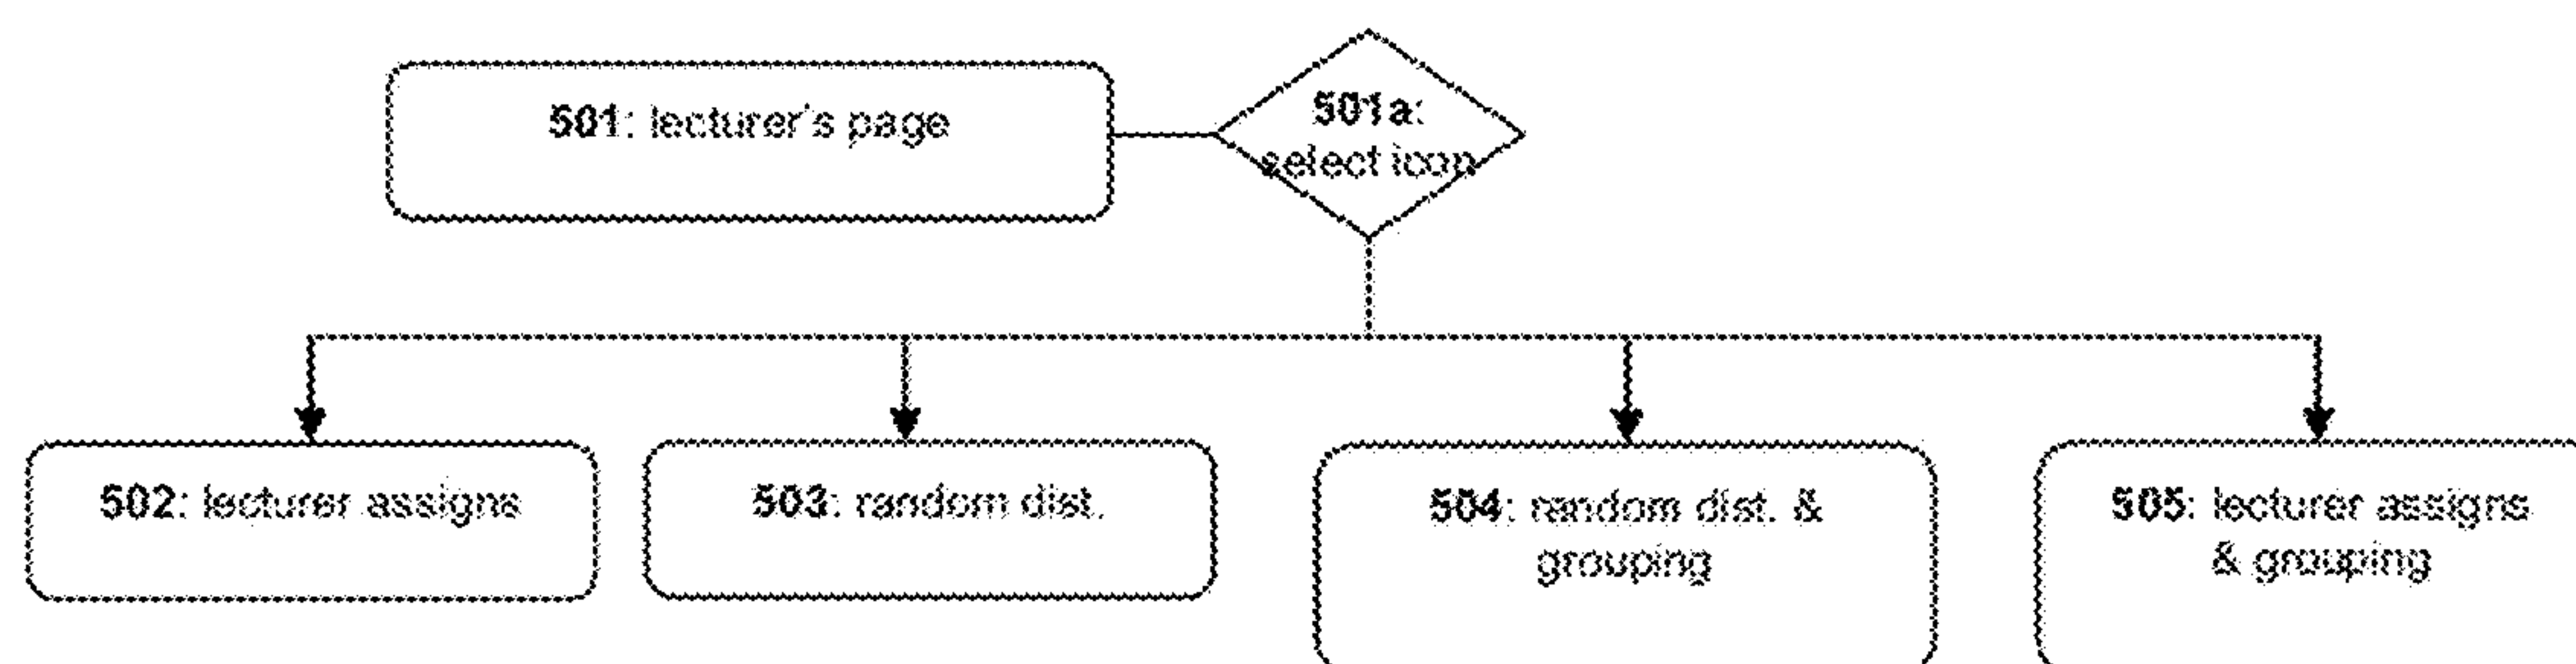 501: lecturer's page
501a:
select icon
502: lecturer assigns
503: random dist.
504: random dist. &
grouping
505: lecturer assigns
& grouping